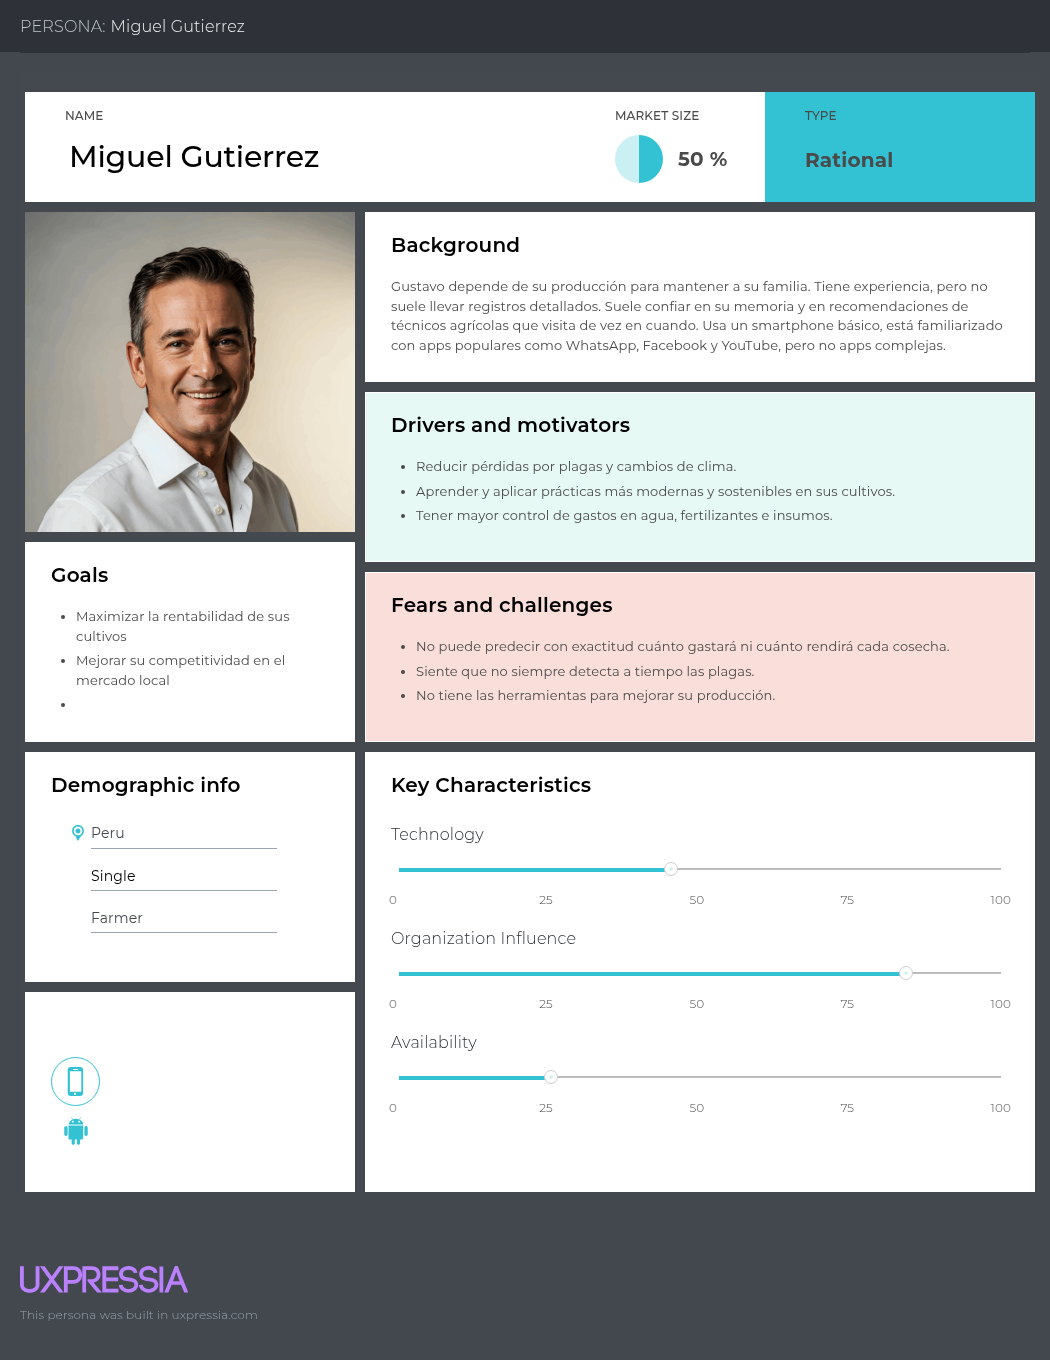 PERSONA: Miguel Gutierrez
NAME
Miguel Gutierrez
MARKET SIZE
50 %
TYPE
Rational
Background
Gustavo depende de su producción para mantener a su familia. Tiene experiencia, pero no
suele llevar registros detallados. Suele confiar en su memoria y en recomendaciones de
técnicos agrícolas que visita de vez en cuando. Usa un smartphone básico, está familiarizado
con apps populares como WhatsApp, Facebook y YouTube, pero no apps complejas.
Drivers and motivators
• Reducir pérdidas por plagas y cambios de clima.
• Aprender y aplicar prácticas más modernas y sostenibles en sus cultivos.
• Tener mayor control de gastos en agua, fertilizantes e insumos.
Goals
• Maximizar la rentabilidad de sus
cultivos
• Mejorar su competitividad en el
mercado local
•
Fears and challenges
• No puede predecir con exactitud cuánto gastará ni cuánto rendirá cada cosecha.
• Siente que no siempre detecta a tiempo las plagas.
• No tiene las herramientas para mejorar su producción.
Demographic info
Peru
Single
Farmer
Key Characteristics
Technology
0 25 50 75 100
Organization Influence
0 25 50 75 100
Availability
0 25 50 75 100
UXPRESSIA
This persona was built in uxpressia.com